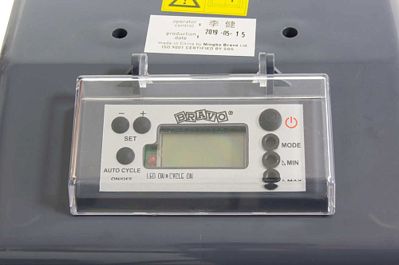 operator control : 李健
production date : 2019-05-15
made in China by Ningbo Bravo Ltd.
ISO 9001 CERTIFIED BY SGS
− +
BRAVO®
SET
MODE
△ MIN
AUTO CYCLE
ON/OFF
LED ON=CYCLE ON
△ MAX